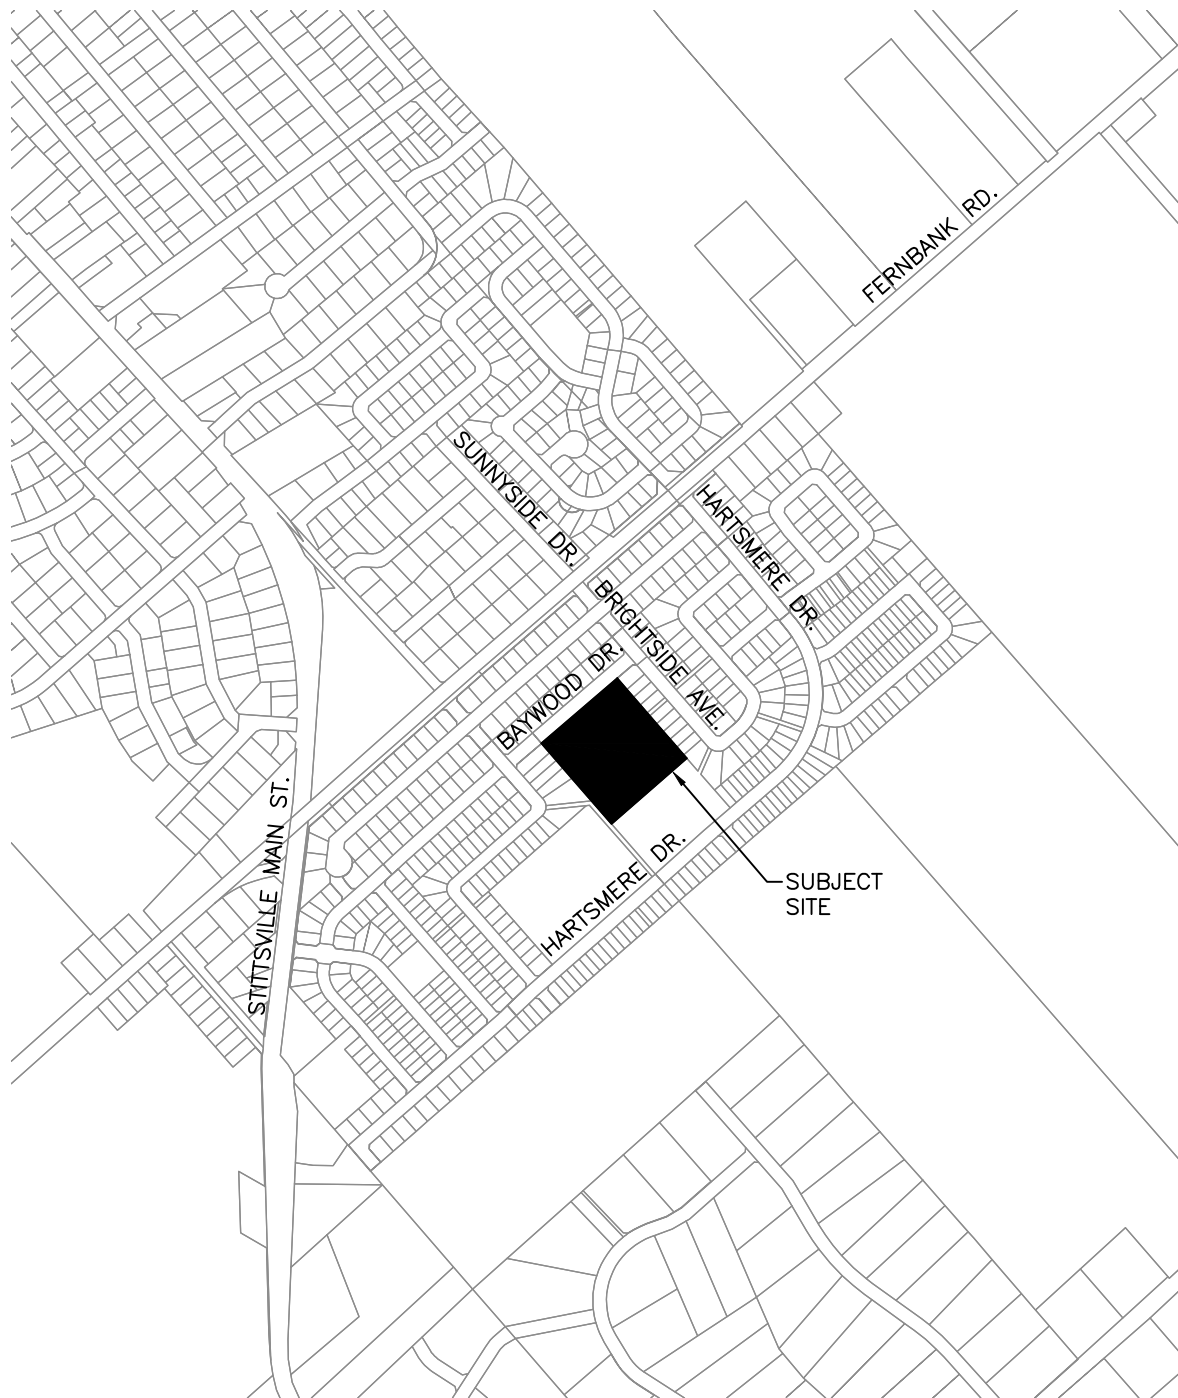 FERNBANK RD.
SUNNYSIDE DR.
HARTSMERE DR.
BRIGHTSIDE AVE.
BAYWOOD DR.
STITTSVILLE MAIN ST.
HARTSMERE DR.
SUBJECT
SITE